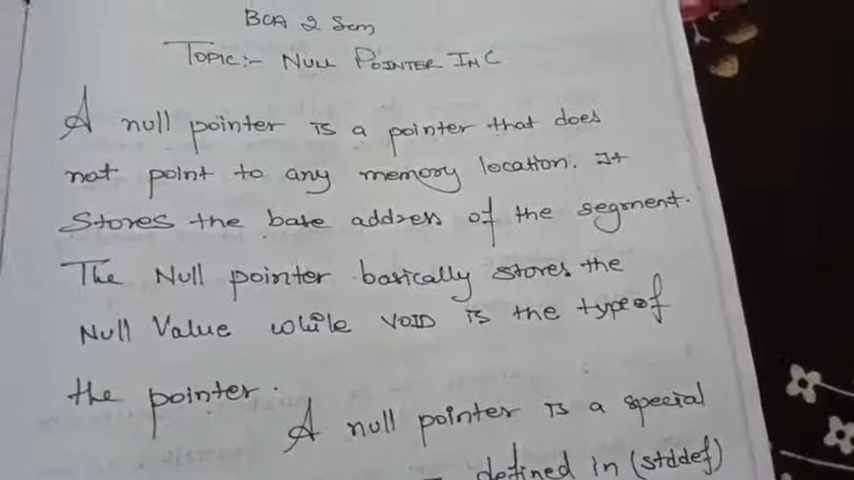 BCA 2 Sem
TOPIC:- NULL POINTER IN C
A null pointer is a pointer that does
not point to any memory location. It
Stores the base address of the segment.
The Null pointer basically stores the
Null Value while VOID is the type of
the pointer.
A null pointer is a special
defined in (stddef)